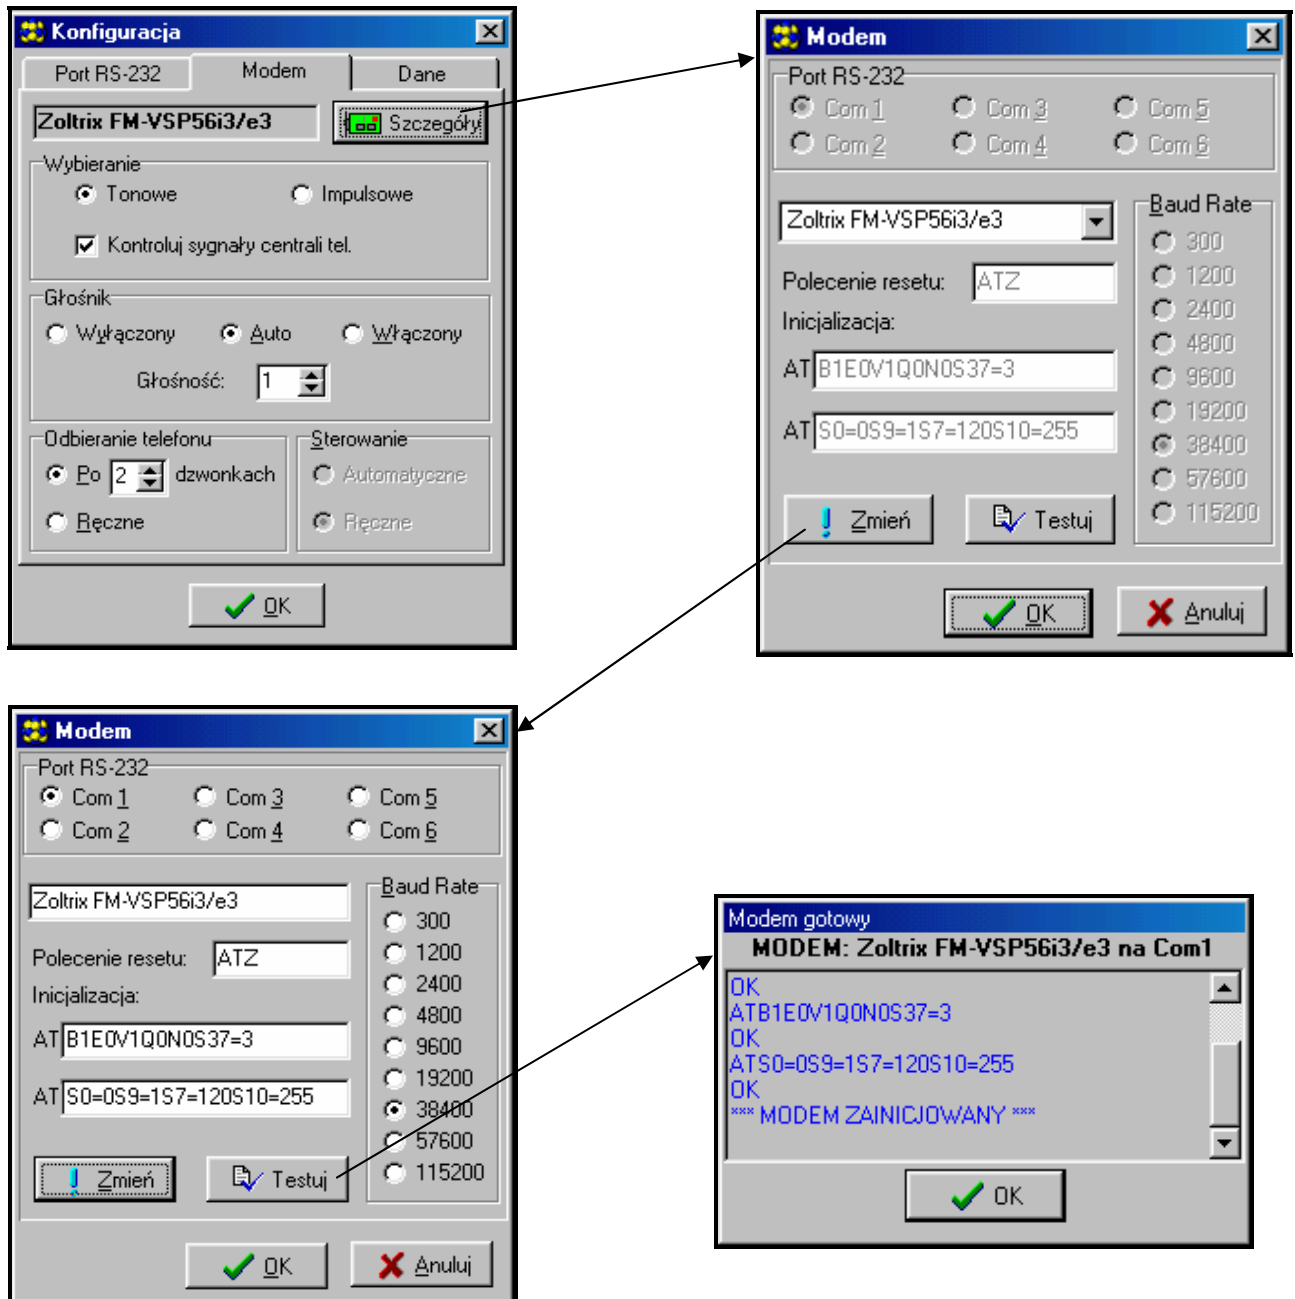 Konfiguracja
Port RS-232 Modem Dane
Zoltrix FM-VSP56i3/e3 Szczegóły
Wybieranie
Tonowe Impulsowe
Kontroluj sygnały centrali tel.
Głośnik
Wyłączony Auto Włączony
Głośność: 1
Odbieranie telefonu Sterowanie
Po 2 dzwonkach Automatyczne
Ręczne Ręczne
OK
Modem
Port RS-232
Com 1 Com 3 Com 5
Com 2 Com 4 Com 6
Zoltrix FM-VSP56i3/e3
Polecenie resetu: ATZ
Inicjalizacja:
AT B1E0V1Q0N0S37=3
AT S0=0S9=1S7=120S10=255
Baud Rate
300
1200
2400
4800
9600
19200
38400
57600
115200
Zmień Testuj
OK Anuluj
Modem
Port RS-232
Com 1 Com 3 Com 5
Com 2 Com 4 Com 6
Zoltrix FM-VSP56i3/e3
Polecenie resetu: ATZ
Inicjalizacja:
AT B1E0V1Q0N0S37=3
AT S0=0S9=1S7=120S10=255
Baud Rate
300
1200
2400
4800
9600
19200
38400
57600
115200
Zmień Testuj
OK Anuluj
Modem gotowy
MODEM: Zoltrix FM-VSP56i3/e3 na Com1
OK
ATB1E0V1Q0N0S37=3
OK
ATS0=0S9=1S7=120S10=255
OK
*** MODEM ZAINICJOWANY ***
OK